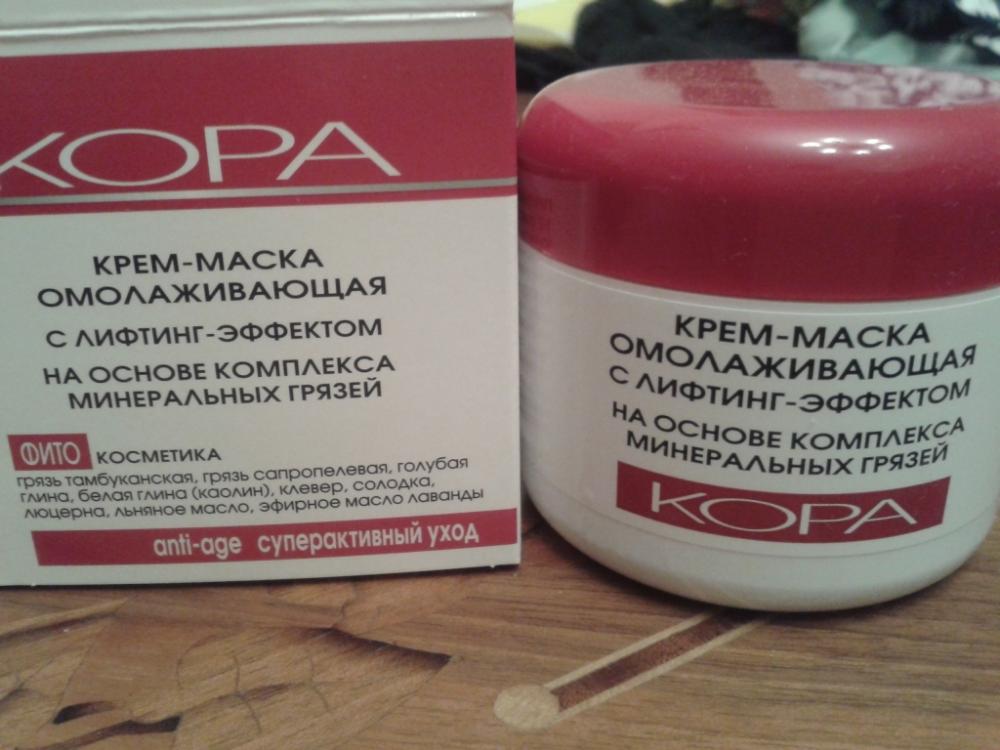 КОРА
КРЕМ-МАСКА
ОМОЛАЖИВАЮЩАЯ
С ЛИФТИНГ-ЭФФЕКТОМ
НА ОСНОВЕ КОМПЛЕКСА
МИНЕРАЛЬНЫХ ГРЯЗЕЙ
ФИТО КОСМЕТИКА
грязь тамбуканская, грязь сапропелевая, голубая
глина, белая глина (каолин), клевер, солодка,
люцерна, льняное масло, эфирное масло лаванды
anti-age суперактивный уход
КРЕМ-МАСКА
ОМОЛАЖИВАЮЩАЯ
С ЛИФТИНГ-ЭФФЕКТОМ
НА ОСНОВЕ КОМПЛЕКСА
МИНЕРАЛЬНЫХ ГРЯЗЕЙ
КОРА